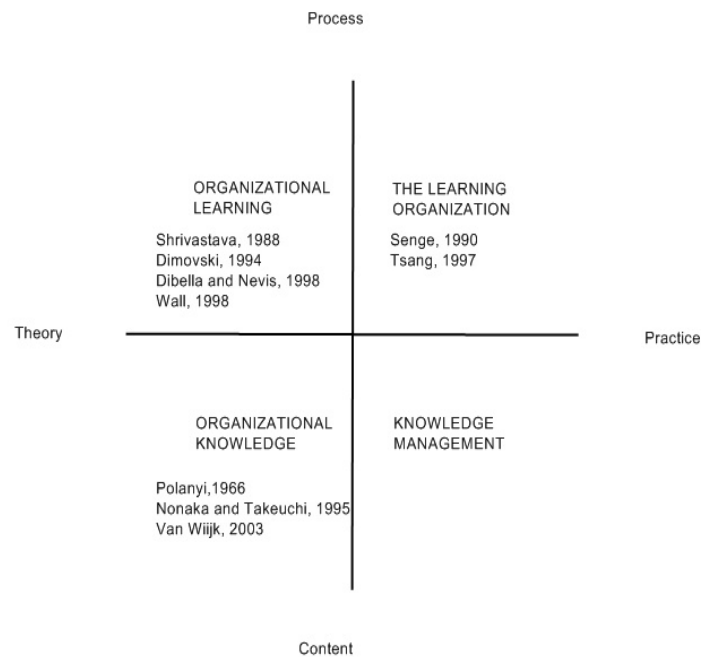 Process
ORGANIZATIONAL
LEARNING
Shrivastava, 1988
Dimovski, 1994
Dibella and Nevis, 1998
Wall, 1998
THE LEARNING
ORGANIZATION
Senge, 1990
Tsang, 1997
Theory
Practice
ORGANIZATIONAL
KNOWLEDGE
Polanyi,1966
Nonaka and Takeuchi, 1995
Van Wiijk, 2003
KNOWLEDGE
MANAGEMENT
Content